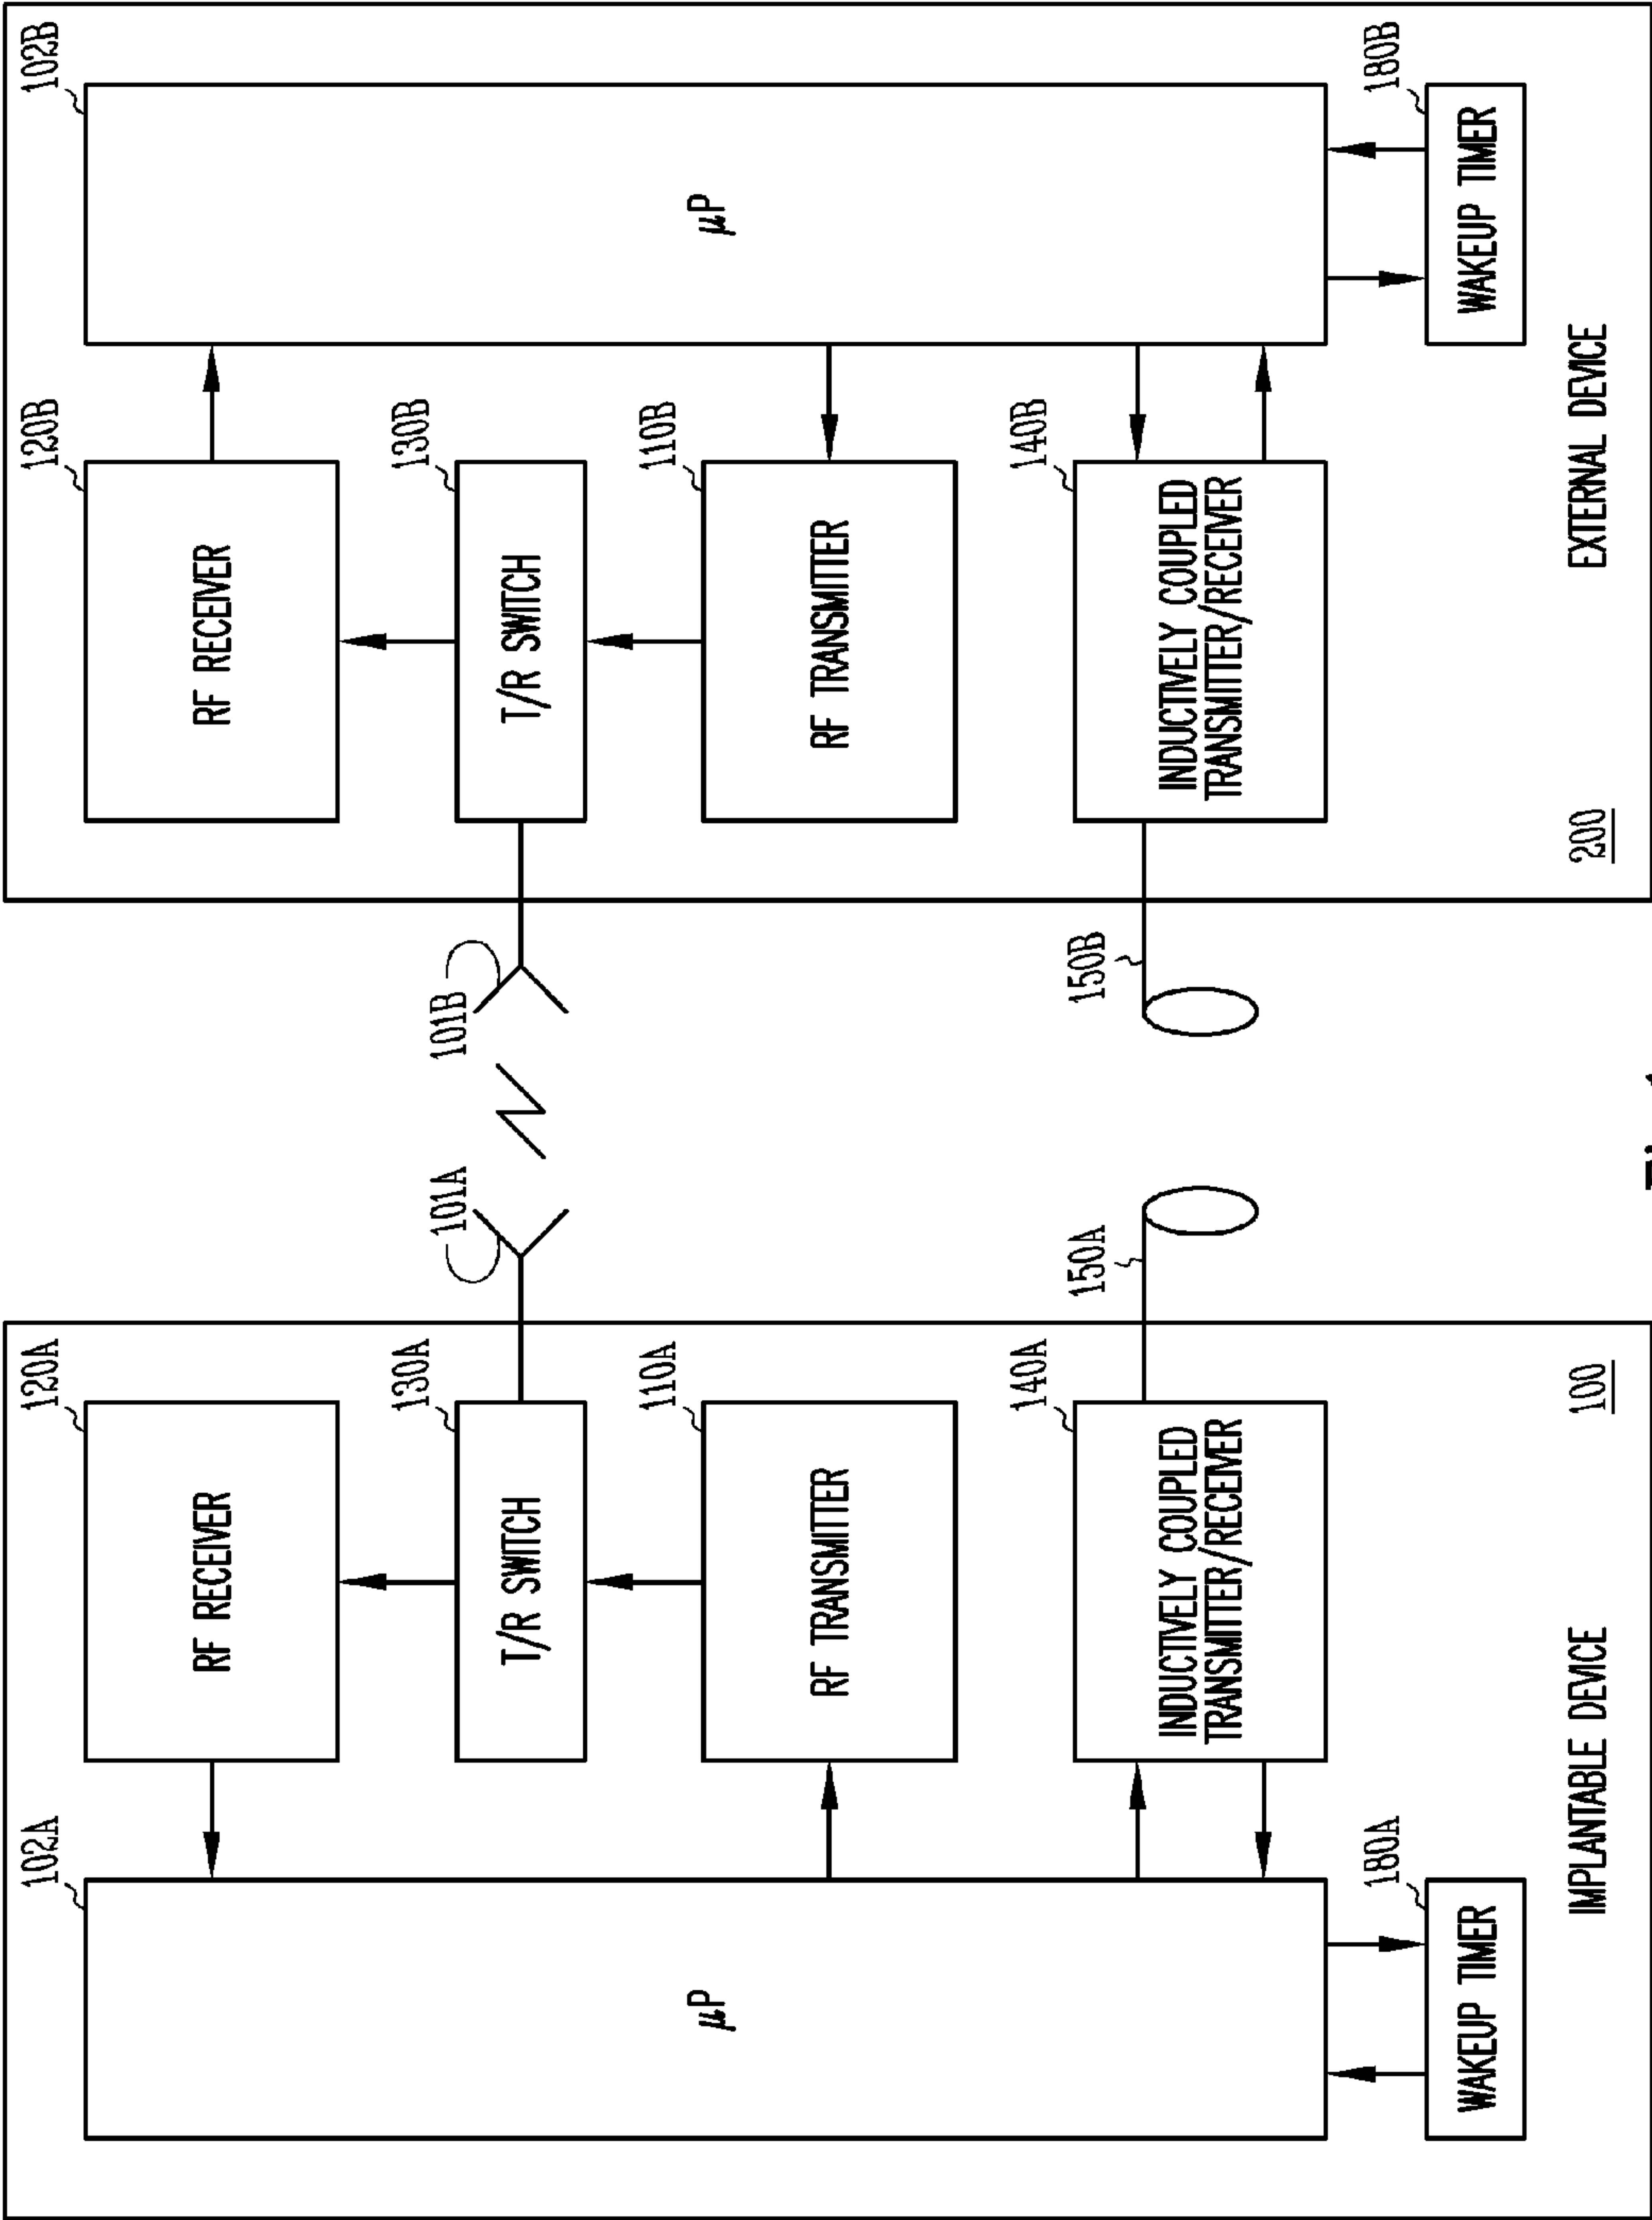 102A
μP
180A
WAKEUP TIMER
120A
RF RECEIVER
130A
T/R SWITCH
110A
RF TRANSMITTER
140A
INDUCTIVELY COUPLED
TRANSMITTER/RECEIVER
IMPLANTABLE DEVICE
100
101A
150A
101B
150B
120B
RF RECEIVER
130B
T/R SWITCH
110B
RF TRANSMITTER
140B
INDUCTIVELY COUPLED
TRANSMITTER/RECEIVER
102B
μP
180B
WAKEUP TIMER
200
EXTERNAL DEVICE